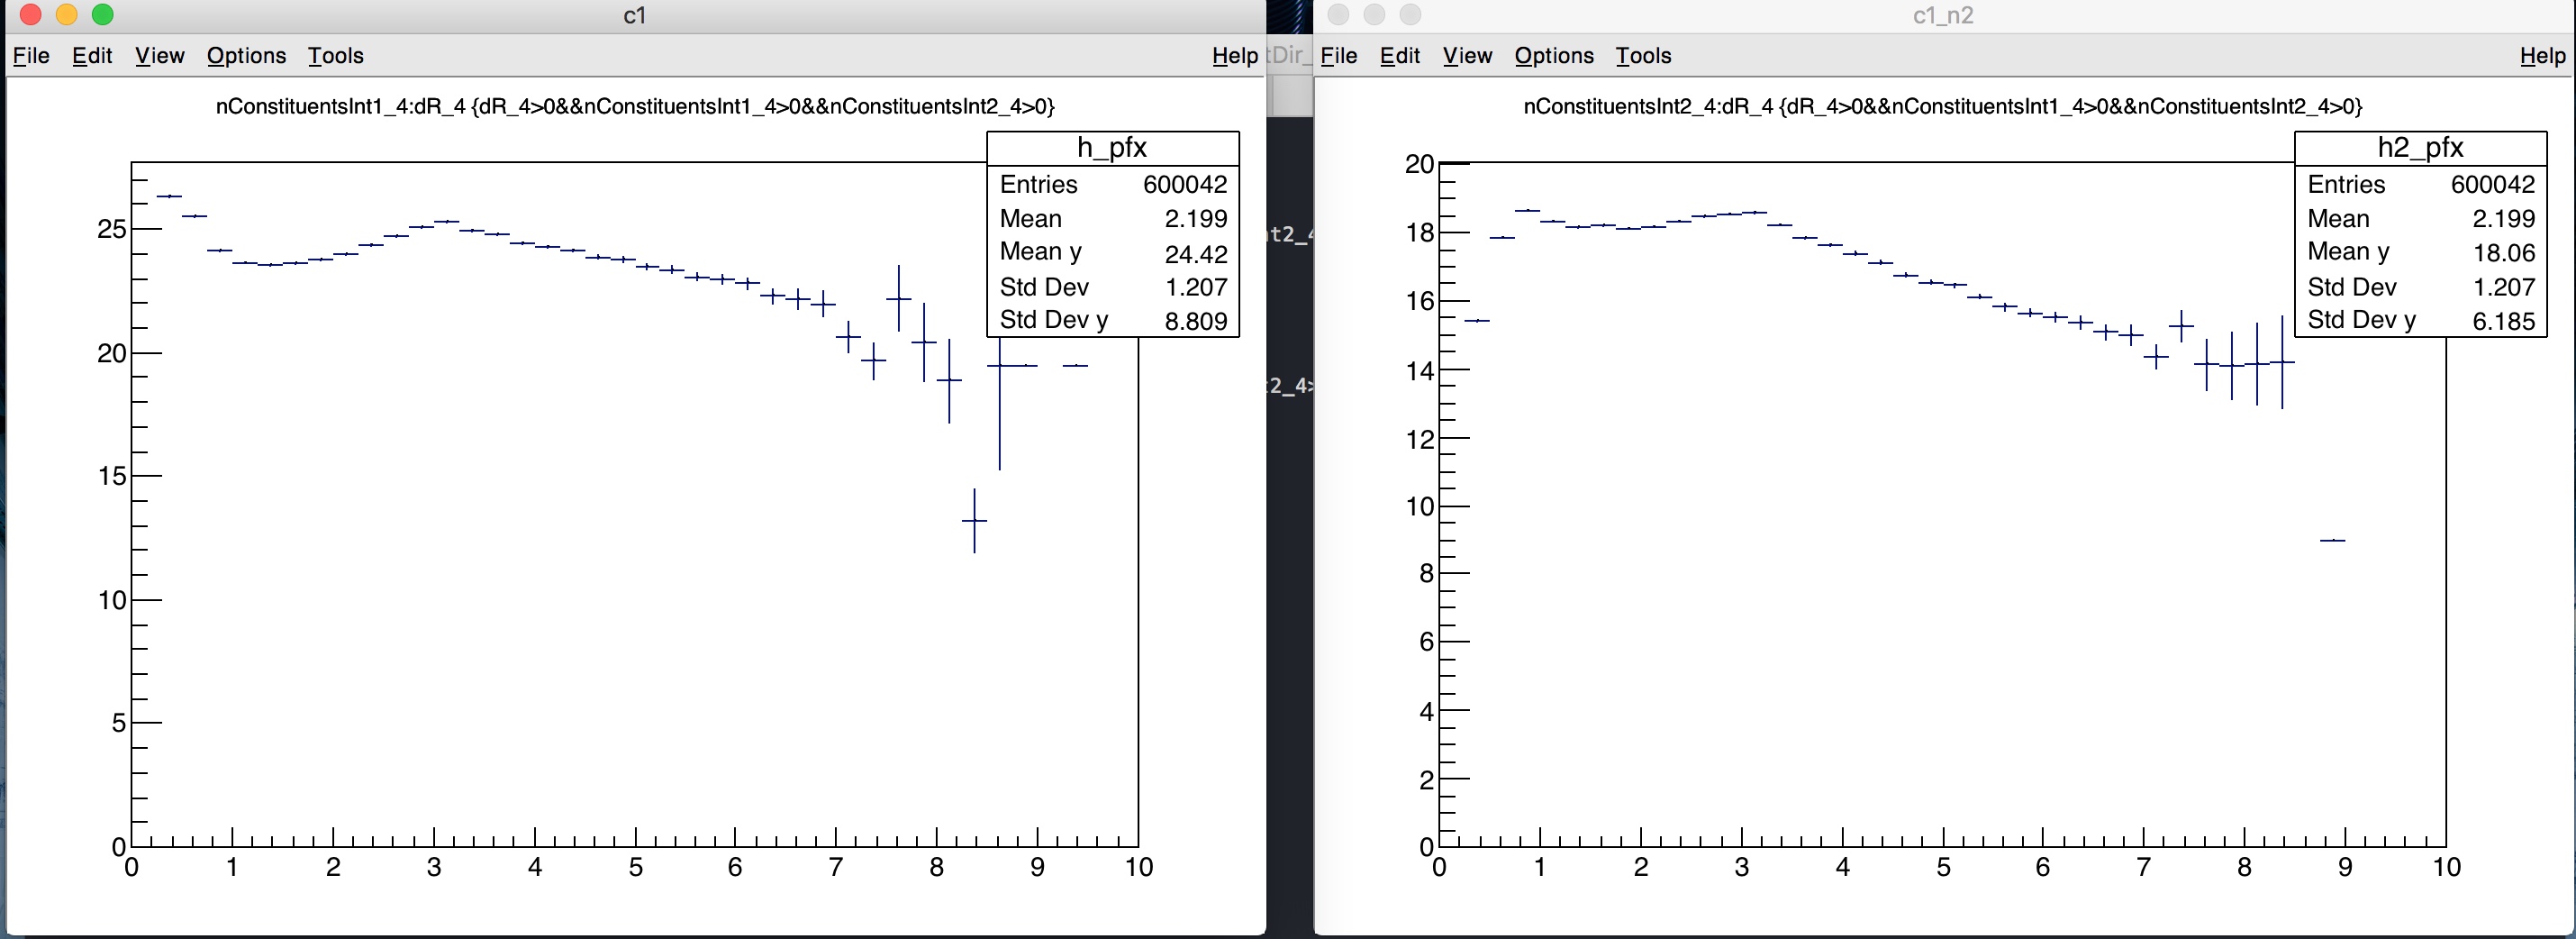 c1
File Edit View Options Tools Help
nConstituentsInt1_4:dR_4 {dR_4>0&&nConstituentsInt1_4>0&&nConstituentsInt2_4>0}
h_pfx
Entries 600042
Mean 2.199
Mean y 24.42
Std Dev 1.207
Std Dev y 8.809
25
20
15
10
5
0
0 1 2 3 4 5 6 7 8 9 10
tDir_
t2_4
t2_4>
c1_n2
File Edit View Options Tools Help
nConstituentsInt2_4:dR_4 {dR_4>0&&nConstituentsInt1_4>0&&nConstituentsInt2_4>0}
h2_pfx
Entries 600042
Mean 2.199
Mean y 18.06
Std Dev 1.207
Std Dev y 6.185
20
18
16
14
12
10
8
6
4
2
0
0 1 2 3 4 5 6 7 8 9 10